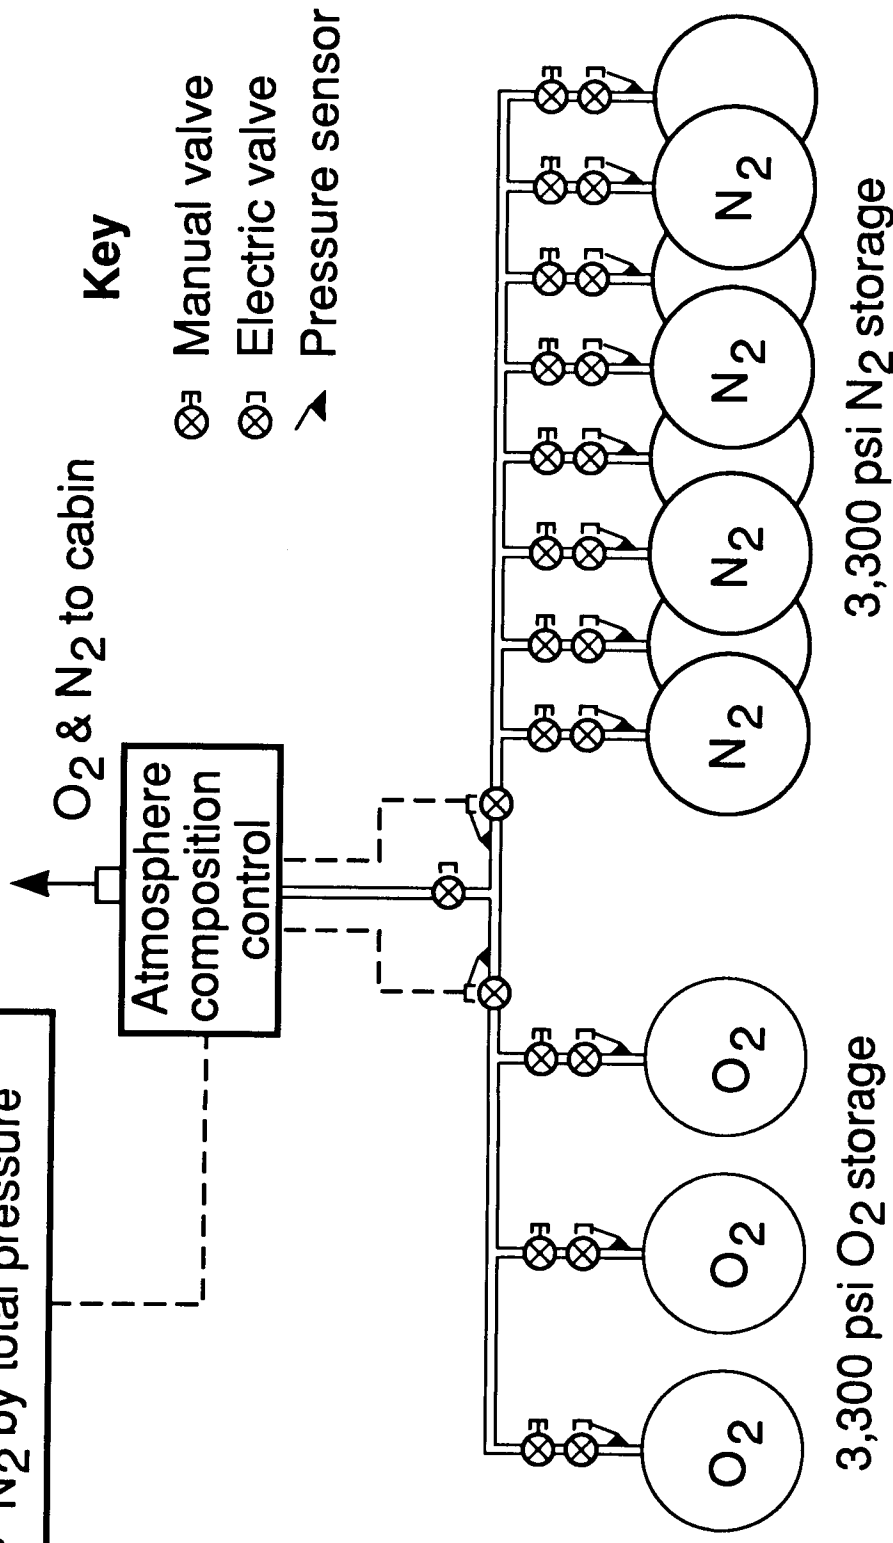 N2 by total pressure
O2 & N2 to cabin
Atmosphere
composition
control
Key
Manual valve
Electric valve
Pressure sensor
O2
O2
O2
N2
N2
N2
N2
3,300 psi O2 storage
3,300 psi N2 storage